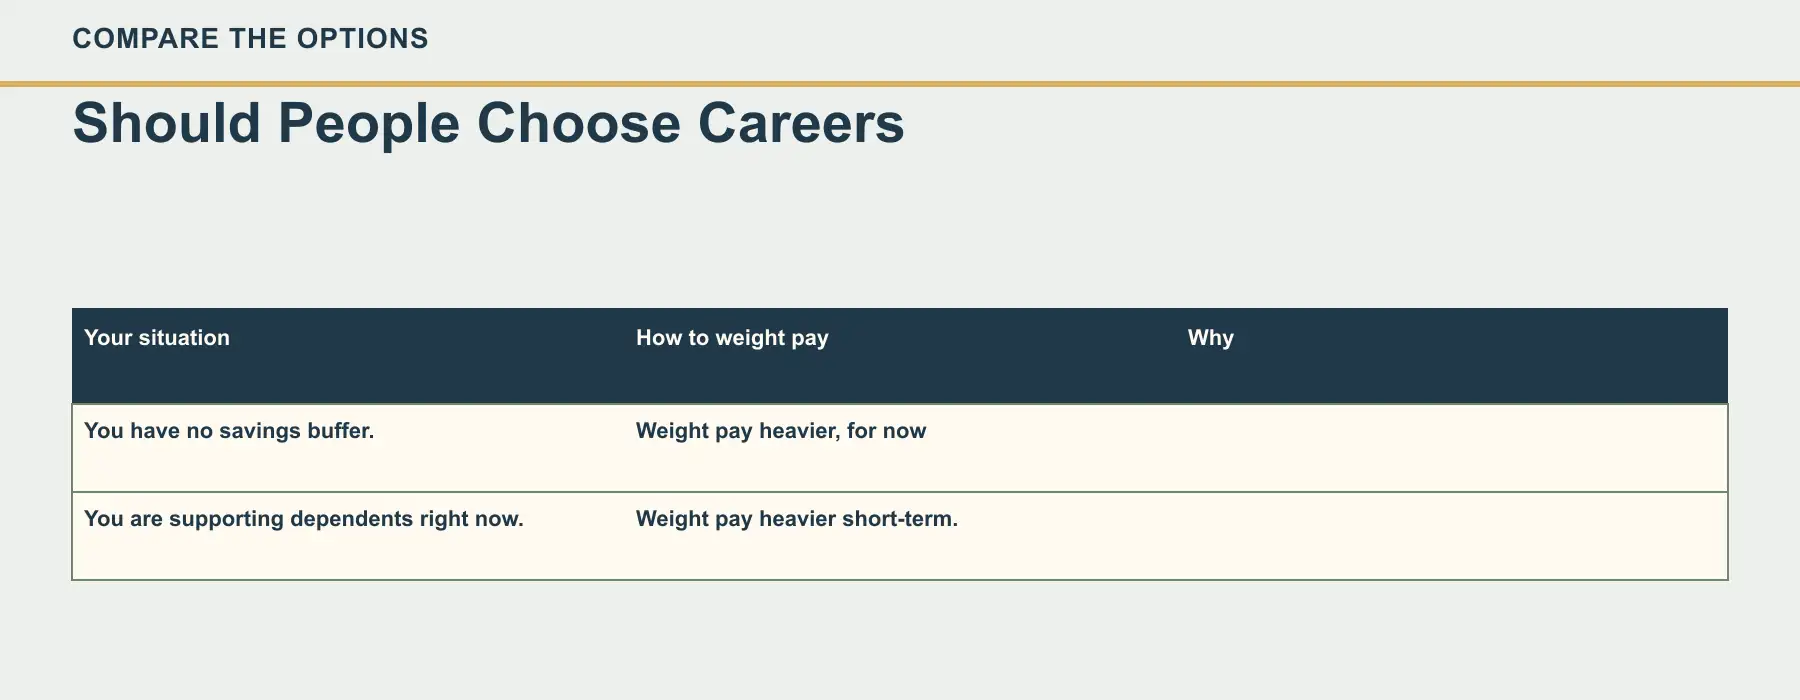 COMPARE THE OPTIONS
Should People Choose Careers
Your situation How to weight pay Why
You have no savings buffer. Weight pay heavier, for now
You are supporting dependents right now. Weight pay heavier short-term.